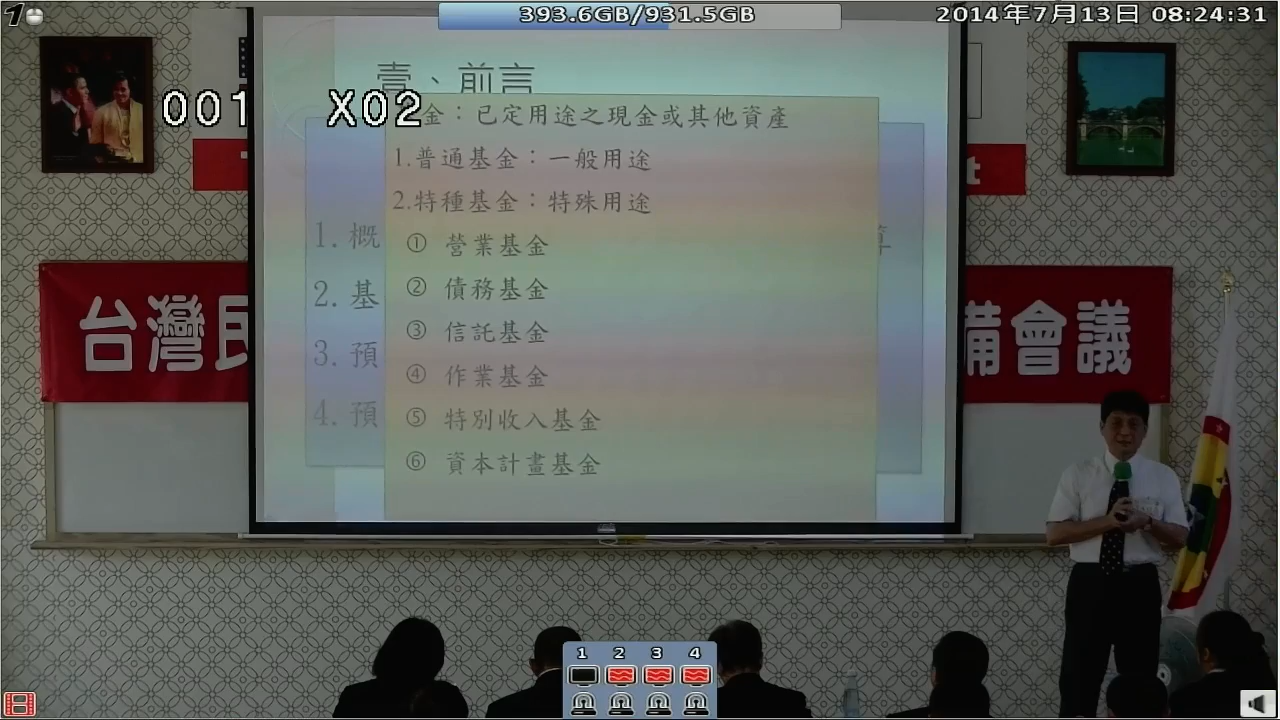 1
393.6GB/931.5GB
2014年7月13日 08:24:31
001
X02
壹、前言
金：已定用途之現金或其他資產
1.普通基金：一般用途
2.特種基金：特殊用途
① 營業基金
② 債務基金
③ 信託基金
④ 作業基金
⑤ 特別收入基金
⑥ 資本計畫基金
1. 概
2. 基
3. 預
4. 預
算
t
台灣民
備會議
1 2 3 4